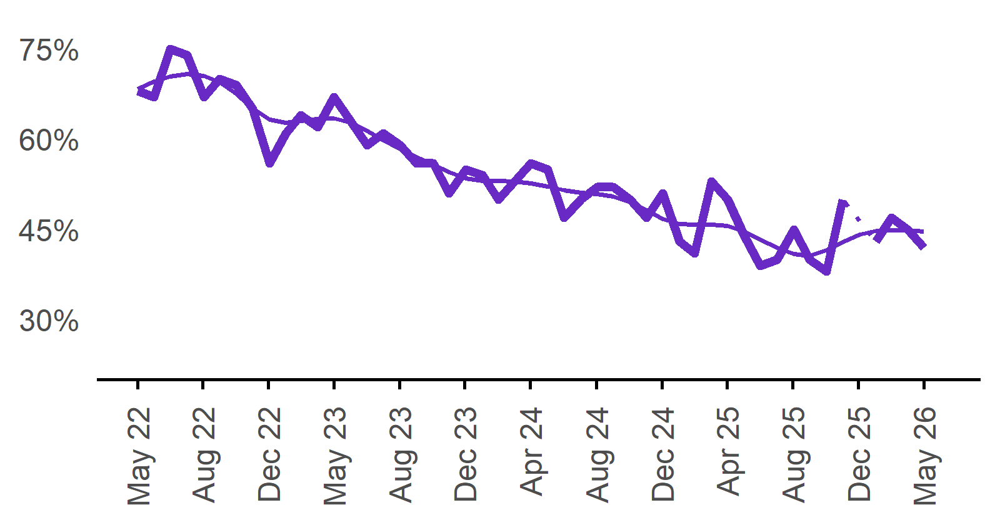 75%
60%
45%
30%
May 22
Aug 22
Dec 22
May 23
Aug 23
Dec 23
Apr 24
Aug 24
Dec 24
Apr 25
Aug 25
Dec 25
May 26